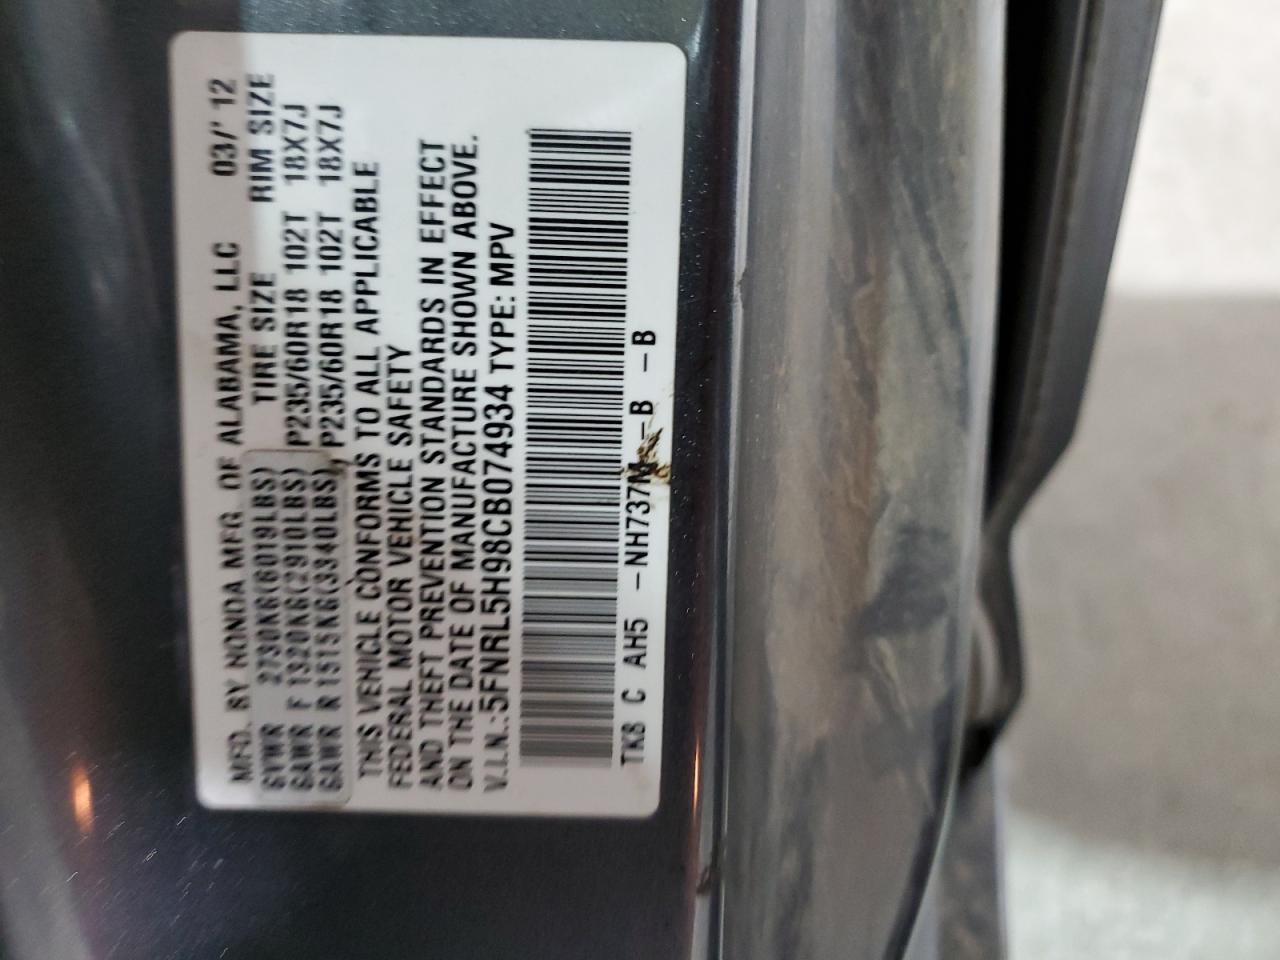 MFD. BY HONDA MFG OF ALABAMA, LLC 03/'12
GVWR 2730KG(6019LBS) TIRE SIZE RIM SIZE
GAWR F 1320KG(2910LBS) P235/60R18 102T 18X7J
GAWR R 1515KG(3340LBS) P235/60R18 102T 18X7J
THIS VEHICLE CONFORMS TO ALL APPLICABLE
FEDERAL MOTOR VEHICLE SAFETY
AND THEFT PREVENTION STANDARDS IN EFFECT
ON THE DATE OF MANUFACTURE SHOWN ABOVE.
V.I.N.:5FNRL5H98CB074934 TYPE: MPV
TK8 C AH5 -NH737M -B -B